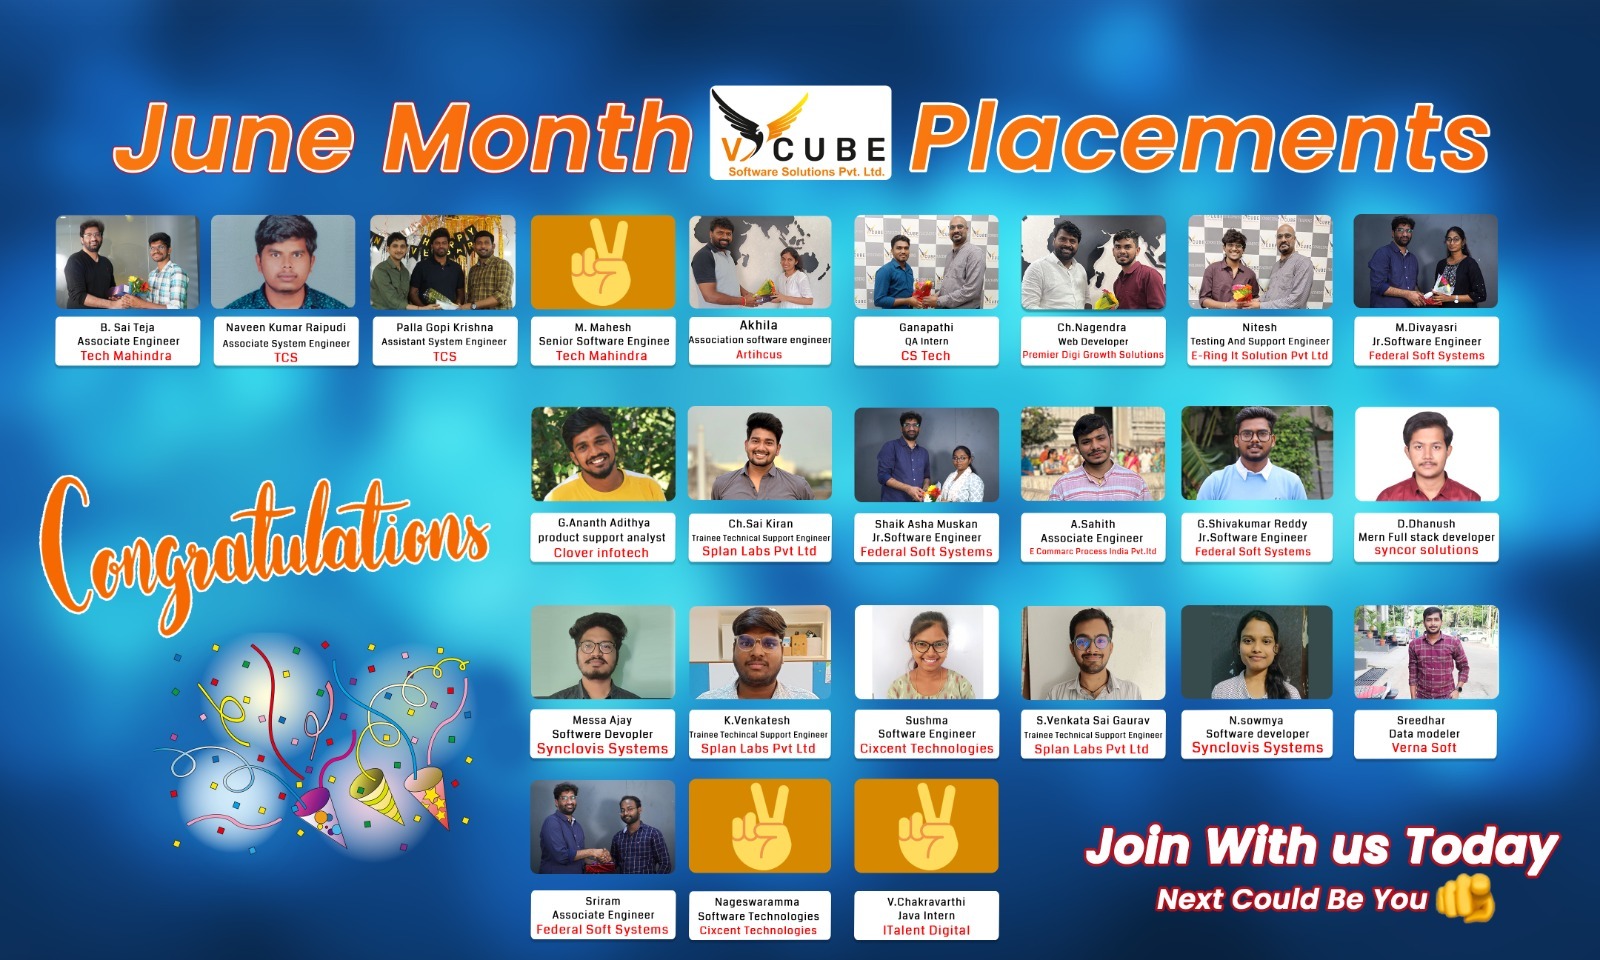 June Month
V CUBE
Software Solutions Pvt. Ltd.
Placements
B. Sai Teja
Associate Engineer
Tech Mahindra
Naveen Kumar Raipudi
Associate System Engineer
TCS
Palla Gopi Krishna
Assistant System Engineer
TCS
M. Mahesh
Senior Software Enginee
Tech Mahindra
Akhila
Association software engineer
Artihcus
Ganapathi
QA Intern
CS Tech
Ch.Nagendra
Web Developer
Premier Digi Growth Solutions
Nitesh
Testing And Support Engineer
E-Ring It Solution Pvt Ltd
M.Divayasri
Jr.Software Engineer
Federal Soft Systems
Congratulations
G.Ananth Adithya
product support analyst
Clover infotech
Ch.Sai Kiran
Trainee Technical Support Engineer
Splan Labs Pvt Ltd
Shaik Asha Muskan
Jr.Software Engineer
Federal Soft Systems
A.Sahith
Associate Engineer
E Commarc Process India Pvt.ltd
G.Shivakumar Reddy
Jr.Software Engineer
Federal Soft Systems
D.Dhanush
Mern Full stack developer
syncor solutions
Messa Ajay
Softwere Devopler
Synclovis Systems
K.Venkatesh
Trainee Techincal Support Engineer
Splan Labs Pvt Ltd
Sushma
Software Engineer
Cixcent Technologies
S.Venkata Sai Gaurav
Trainee Technical Support Engineer
Splan Labs Pvt Ltd
N.sowmya
Software developer
Synclovis Systems
Sreedhar
Data modeler
Verna Soft
Sriram
Associate Engineer
Federal Soft Systems
Nageswaramma
Software Technologies
Cixcent Technologies
V.Chakravarthi
Java Intern
ITalent Digital
Join With us Today
Next Could Be You